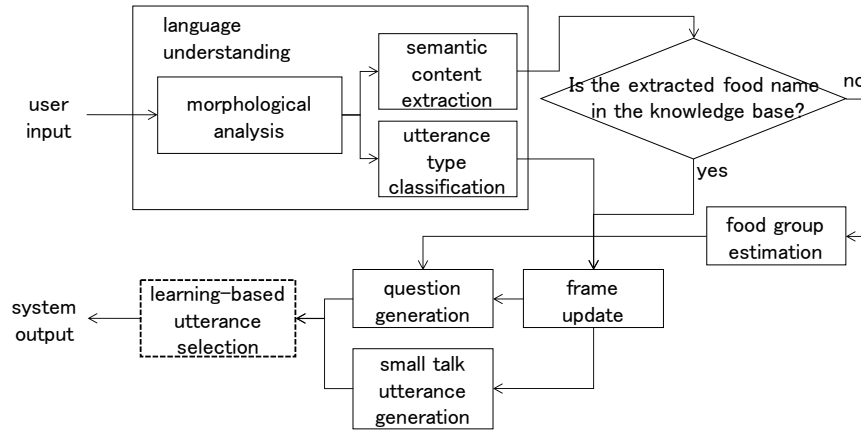 language
understanding
semantic
content
extraction
Is the extracted food name
in the knowledge base?
no
user
input
morphological
analysis
utterance
type
classification
yes
food group
estimation
system
output
learning-based
utterance
selection
question
generation
frame
update
small talk
utterance
generation